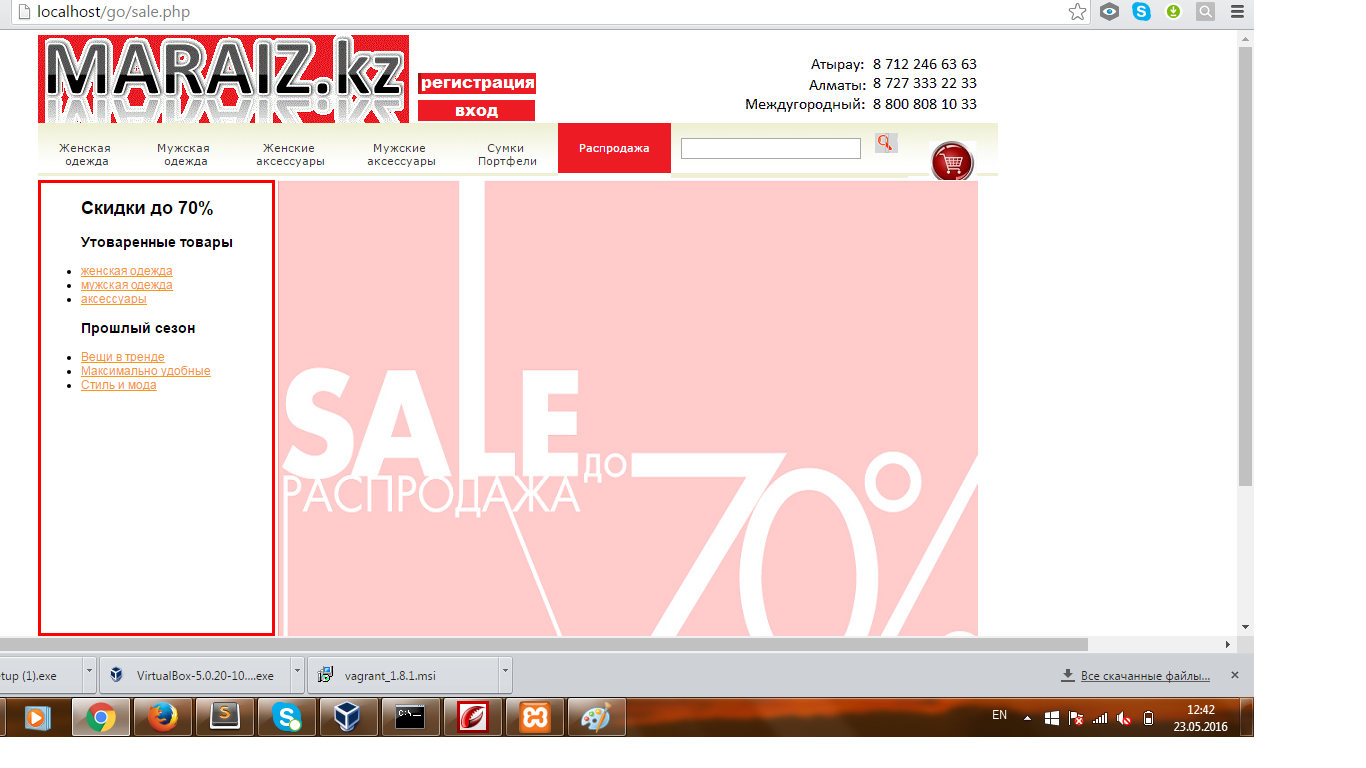 localhost/go/sale.php
MARAIZ.kz
регистрация
вход
Атырау: 8 712 246 63 63
Алматы: 8 727 333 22 33
Междугородный: 8 800 808 10 33
Женская одежда
Мужская одежда
Женские аксессуары
Мужские аксессуары
Сумки Портфели
Распродажа
Скидки до 70%
Утоваренные товары
женская одежда
мужская одежда
аксессуары
Прошлый сезон
Вещи в тренде
Максимально удобные
Стиль и мода
SALE
РАСПРОДАЖА
ДО 70%
tup (1).exe
VirtualBox-5.0.20-10....exe
vagrant_1.8.1.msi
Все скачанные файлы...
EN
12:42
23.05.2016